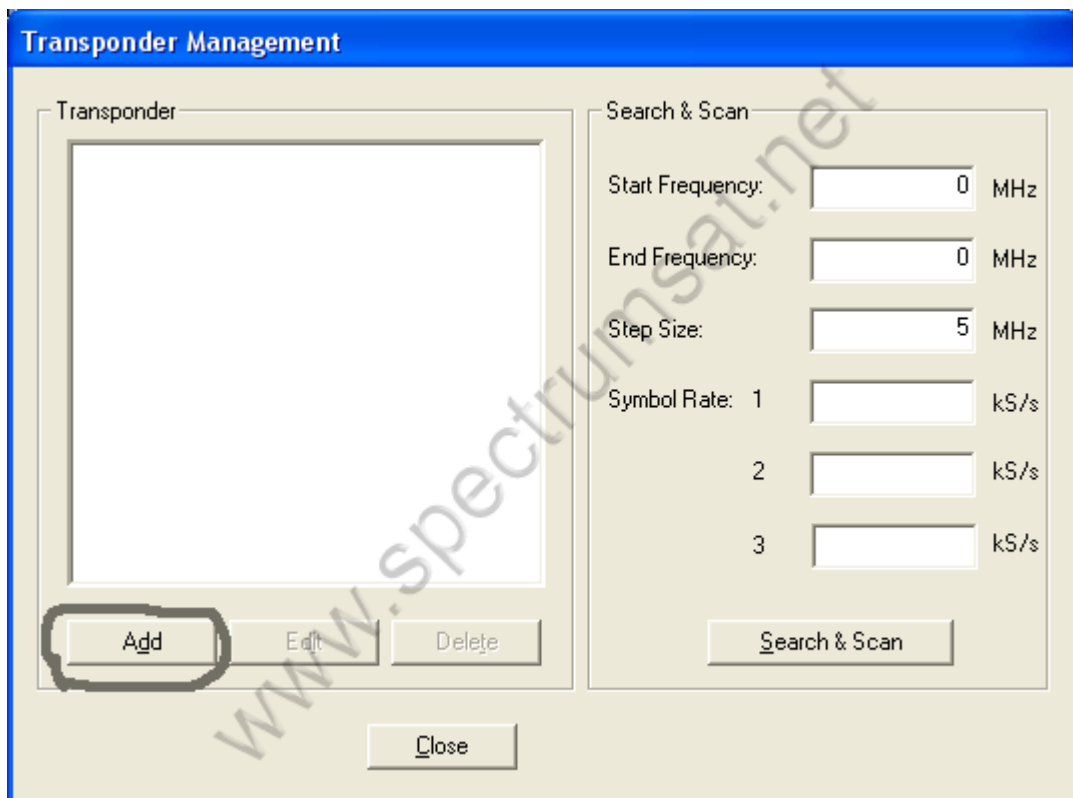 Transponder Management
Transponder
Add
Edit
Delete
Close
Search & Scan
Start Frequency: 0 MHz
End Frequency: 0 MHz
Step Size: 5 MHz
Symbol Rate: 1 kS/s
2 kS/s
3 kS/s
Search & Scan
www.spectrumsat.net